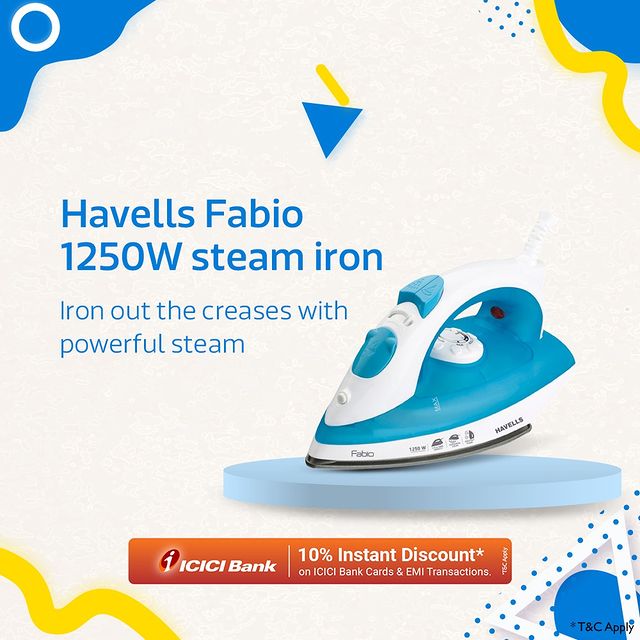 Havells Fabio
1250W steam iron
Iron out the creases with
powerful steam
MAX
HAVELLS
1250 W
Fabio
i ICICI Bank
10% Instant Discount*
on ICICI Bank Cards & EMI Transactions.
*T&C Apply
*T&C Apply